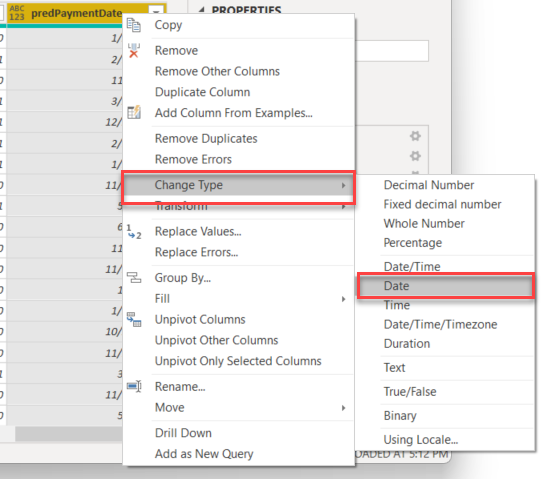 ABC
123 predPaymentDate
PROPERTIES
1/
2/
11
3/
12/
2/
1/
11/
5
6
11
11/
1
1/
10/
11/
3
11/
5
Copy
Remove
Remove Other Columns
Duplicate Column
Add Column From Examples...
Remove Duplicates
Remove Errors
Change Type
Transform
Replace Values...
Replace Errors...
Group By...
Fill
Unpivot Columns
Unpivot Other Columns
Unpivot Only Selected Columns
Rename...
Move
Drill Down
Add as New Query
Decimal Number
Fixed decimal number
Whole Number
Percentage
Date/Time
Date
Time
Date/Time/Timezone
Duration
Text
True/False
Binary
Using Locale...
OADED AT 5:12 PM